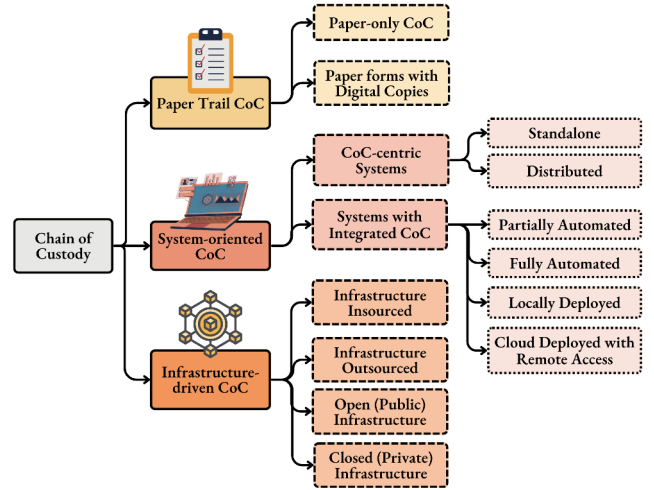 Chain of
Custody
Paper Trail CoC
Paper-only CoC
Paper forms with
Digital Copies
System-oriented
CoC
CoC-centric
Systems
Standalone
Distributed
Systems with
Integrated CoC
Partially Automated
Fully Automated
Locally Deployed
Cloud Deployed with
Remote Access
Infrastructure-
driven CoC
Infrastructure
Insourced
Infrastructure
Outsourced
Open (Public)
Infrastructure
Closed (Private)
Infrastructure